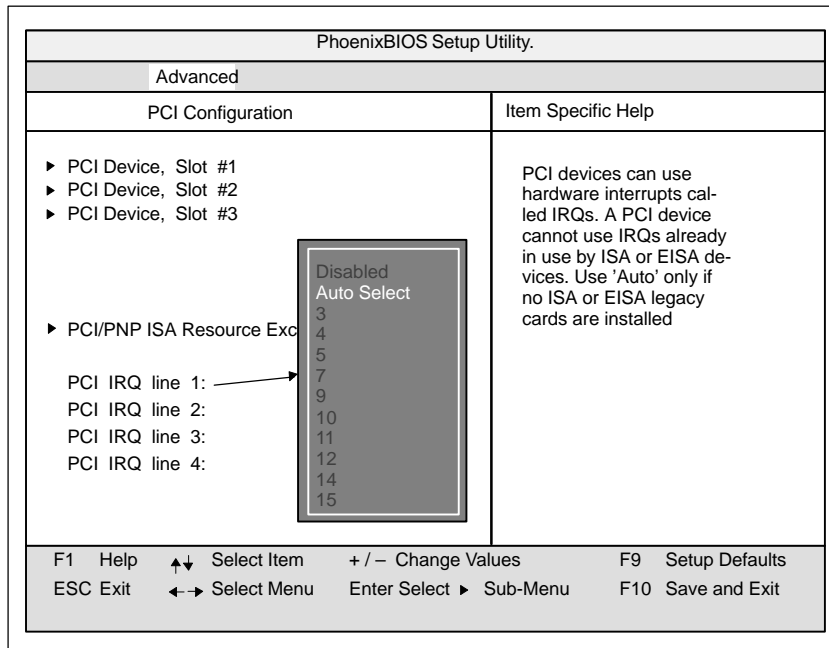 PhoenixBIOS Setup Utility.
Advanced
PCI Configuration
PCI Device, Slot #1
PCI Device, Slot #2
PCI Device, Slot #3
PCI/PNP ISA Resource Exc
PCI IRQ line 1:
PCI IRQ line 2:
PCI IRQ line 3:
PCI IRQ line 4:
Disabled
Auto Select
3
4
5
7
9
10
11
12
14
15
Item Specific Help
PCI devices can use
hardware interrupts cal-
led IRQs. A PCI device
cannot use IRQs already
in use by ISA or EISA de-
vices. Use 'Auto' only if
no ISA or EISA legacy
cards are installed
F1 Help Select Item + / – Change Values F9 Setup Defaults
ESC Exit Select Menu Enter Select Sub-Menu F10 Save and Exit